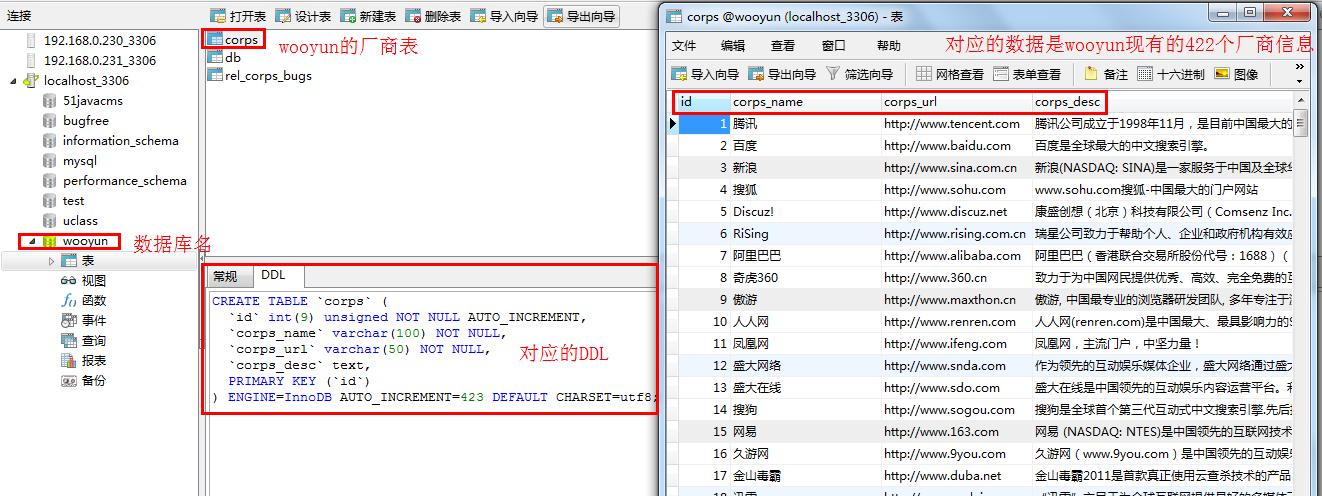 连接
打开表 设计表 新建表 删除表 导入向导 导出向导
192.168.0.230_3306
192.168.0.231_3306
localhost_3306
51javacms
bugfree
information_schema
mysql
performance_schema
test
uclass
wooyun
数据库名
表
视图
函数
事件
查询
报表
备份
corps
wooyun的厂商表
db
rel_corps_bugs
常规 DDL
CREATE TABLE `corps` (
`id` int(9) unsigned NOT NULL AUTO_INCREMENT,
`corps_name` varchar(100) NOT NULL,
`corps_url` varchar(50) NOT NULL,
`corps_desc` text,
PRIMARY KEY (`id`)
) ENGINE=InnoDB AUTO_INCREMENT=423 DEFAULT CHARSET=utf8;
对应的DDL
corps @wooyun (localhost_3306) - 表
文件 编辑 查看 窗口 帮助
对应的数据是wooyun现有的422个厂商信息
导入向导 导出向导 筛选向导 网格查看 表单查看 备注 十六进制 图像
id corps_name corps_url corps_desc
1 腾讯 http://www.tencent.com 腾讯公司成立于1998年11月，是目前中国最大的
2 百度 http://www.baidu.com 百度是全球最大的中文搜索引擎。
3 新浪 http://www.sina.com.cn 新浪(NASDAQ: SINA)是一家服务于中国及全球华
4 搜狐 http://www.sohu.com www.sohu.com搜狐-中国最大的门户网站
5 Discuz! http://www.discuz.net 康盛创想（北京）科技有限公司（Comsenz Inc.
6 RiSing http://www.rising.com.cn 瑞星公司致力于帮助个人、企业和政府机构有效应
7 阿里巴巴 http://www.alibaba.com 阿里巴巴（香港联合交易所股份代号：1688）（
8 奇虎360 http://www.360.cn 致力于为中国网民提供优秀、高效、完全免费的互
9 傲游 http://www.maxthon.cn 傲游, 中国最专业的浏览器研发团队, 多年专注于浏
10 人人网 http://www.renren.com 人人网(renren.com)是中国最大、最具影响力的S
11 凤凰网 http://www.ifeng.com 凤凰网，主流门户，中坚力量！
12 盛大网络 http://www.snda.com 作为领先的互动娱乐媒体企业，盛大网络通过盛大
13 盛大在线 http://www.sdo.com 盛大在线是中国领先的互动娱乐内容运营平台。
14 搜狗 http://www.sogou.com 搜狗是全球首个第三代互动式中文搜索引擎.先后推
15 网易 http://www.163.com 网易 (NASDAQ: NTES)是中国领先的互联网技术
16 久游网 http://www.9you.com 久游网（www.9you.com）是中国领先的互动娱乐
17 金山毒霸 http://www.duba.net 金山毒霸2011是首款真正使用云查杀技术的产品